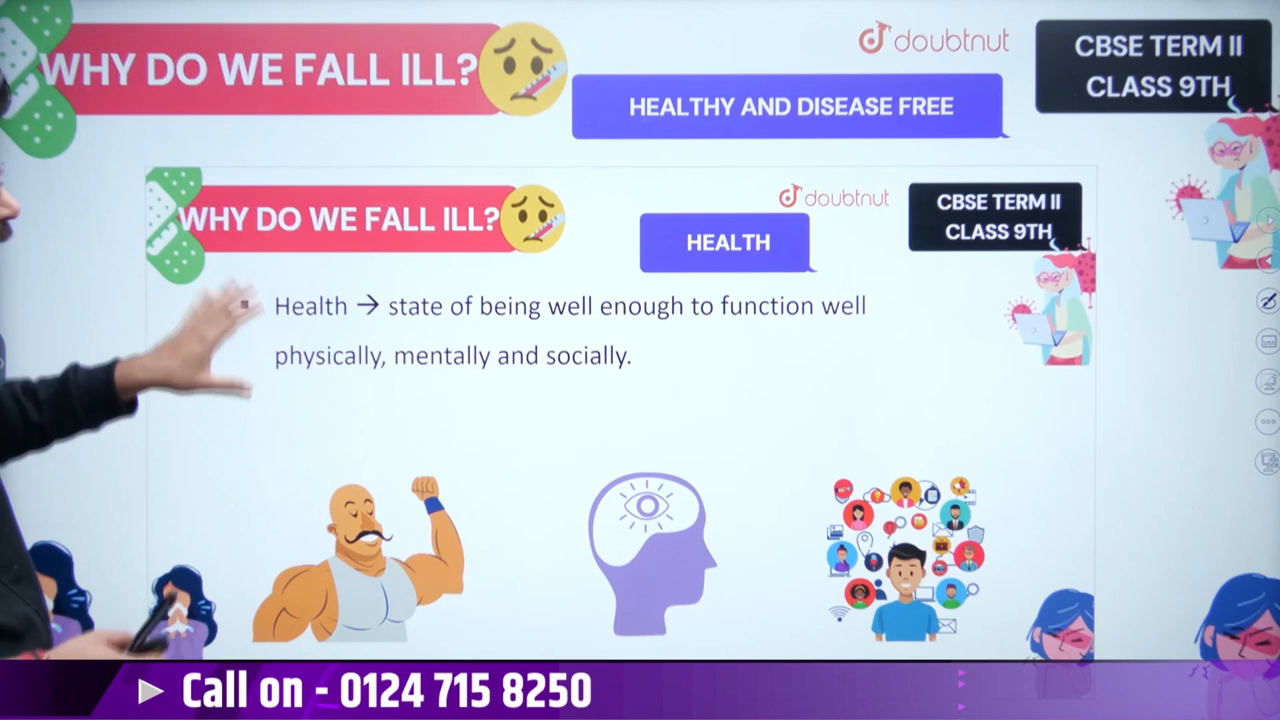 WHY DO WE FALL ILL?
doubtnut
CBSE TERM II
CLASS 9TH
HEALTHY AND DISEASE FREE
WHY DO WE FALL ILL?
doubtnut
CBSE TERM II
CLASS 9TH
HEALTH
Health → state of being well enough to function well
physically, mentally and socially.
Call on - 0124 715 8250